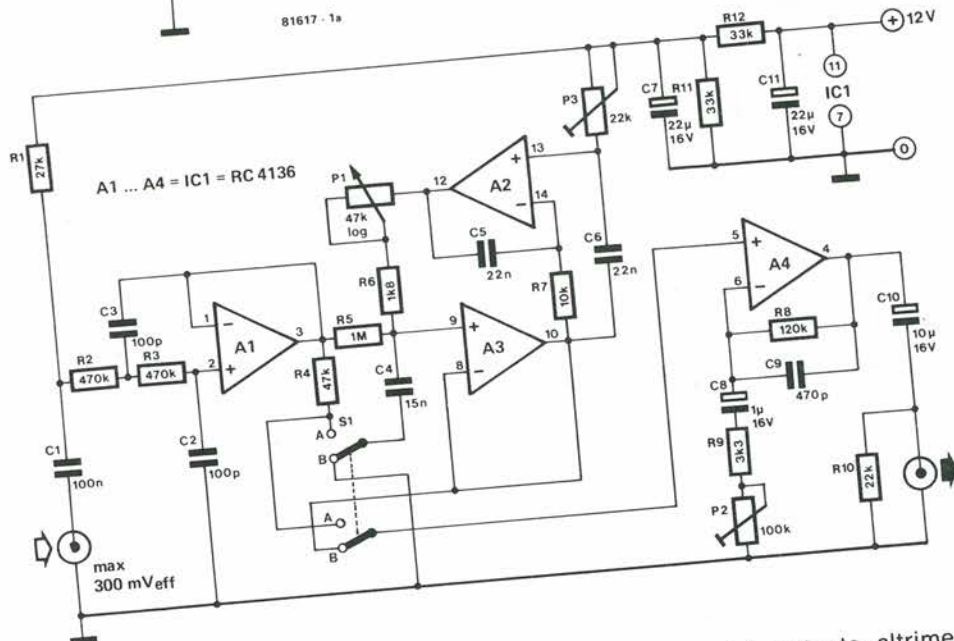 81617 - 1a
R12
33k
+
12V
P3
22k
C7
22µ
16V
R11
33k
C11
22µ
16V
11
IC1
7
0
R1
27k
A1 ... A4 = IC1 = RC 4136
P1
47k
log
12
A2
+
13
−
14
C5
22n
C6
22n
R6
1k8
R7
10k
C3
100p
1
−
A1
3
2
+
R2
470k
R3
470k
R5
1M
R4
47k
9
+
A3
10
8
−
C4
15n
S1
A
B
A
B
C1
100n
C2
100p
max
300 mVeff
5
+
A4
4
6
−
R8
120k
C9
470p
C10
10µ
16V
C8
1µ
16V
R9
3k3
P2
100k
R10
22k
oltrime